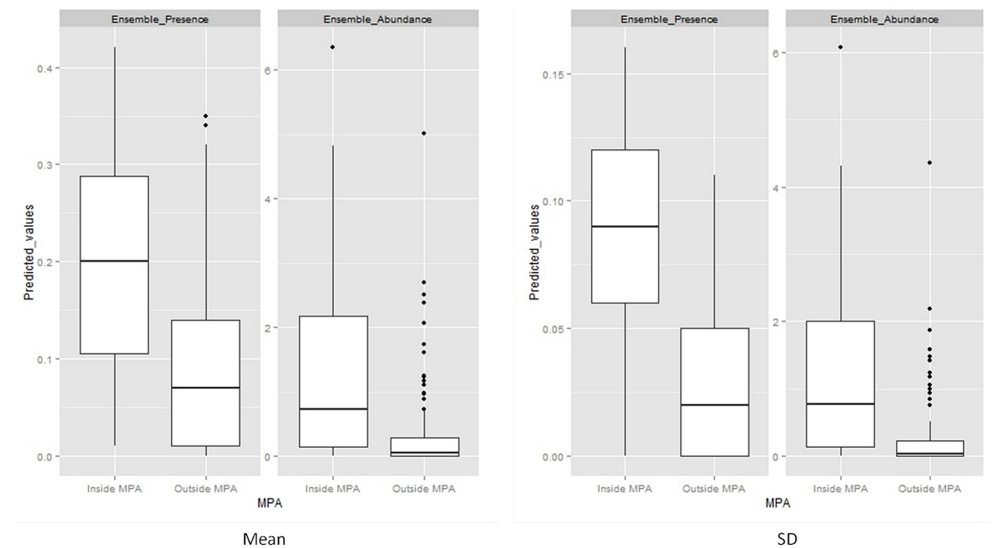 Ensemble_Presence Ensemble_Abundance
Predicted_values
0.4
0.3
0.2
0.1
0.0
6
4
2
0
Inside MPA Outside MPA Inside MPA Outside MPA
MPA
Mean
Ensemble_Presence Ensemble_Abundance
Predicted_values
0.15
0.10
0.05
0.00
6
4
2
0
Inside MPA Outside MPA Inside MPA Outside MPA
MPA
SD